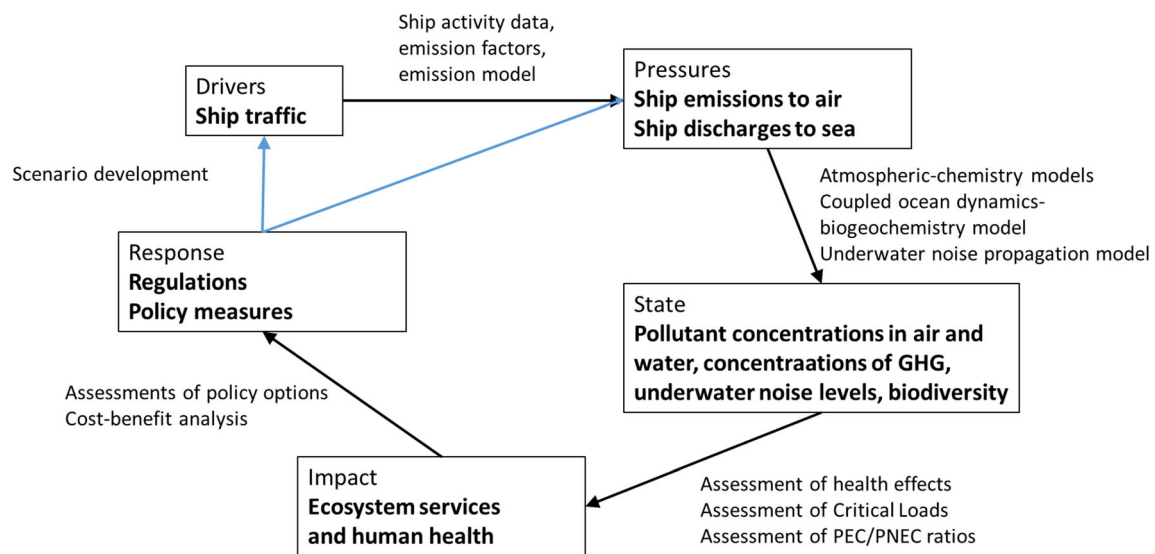 Ship activity data,
emission factors,
emission model
Drivers
Ship traffic
Pressures
Ship emissions to air
Ship discharges to sea
Scenario development
Atmospheric-chemistry models
Coupled ocean dynamics-
biogeochemistry model
Underwater noise propagation model
Response
Regulations
Policy measures
State
Pollutant concentrations in air and
water, concentraations of GHG,
underwater noise levels, biodiversity
Assessments of policy options
Cost-benefit analysis
Impact
Ecosystem services
and human health
Assessment of health effects
Assessment of Critical Loads
Assessment of PEC/PNEC ratios